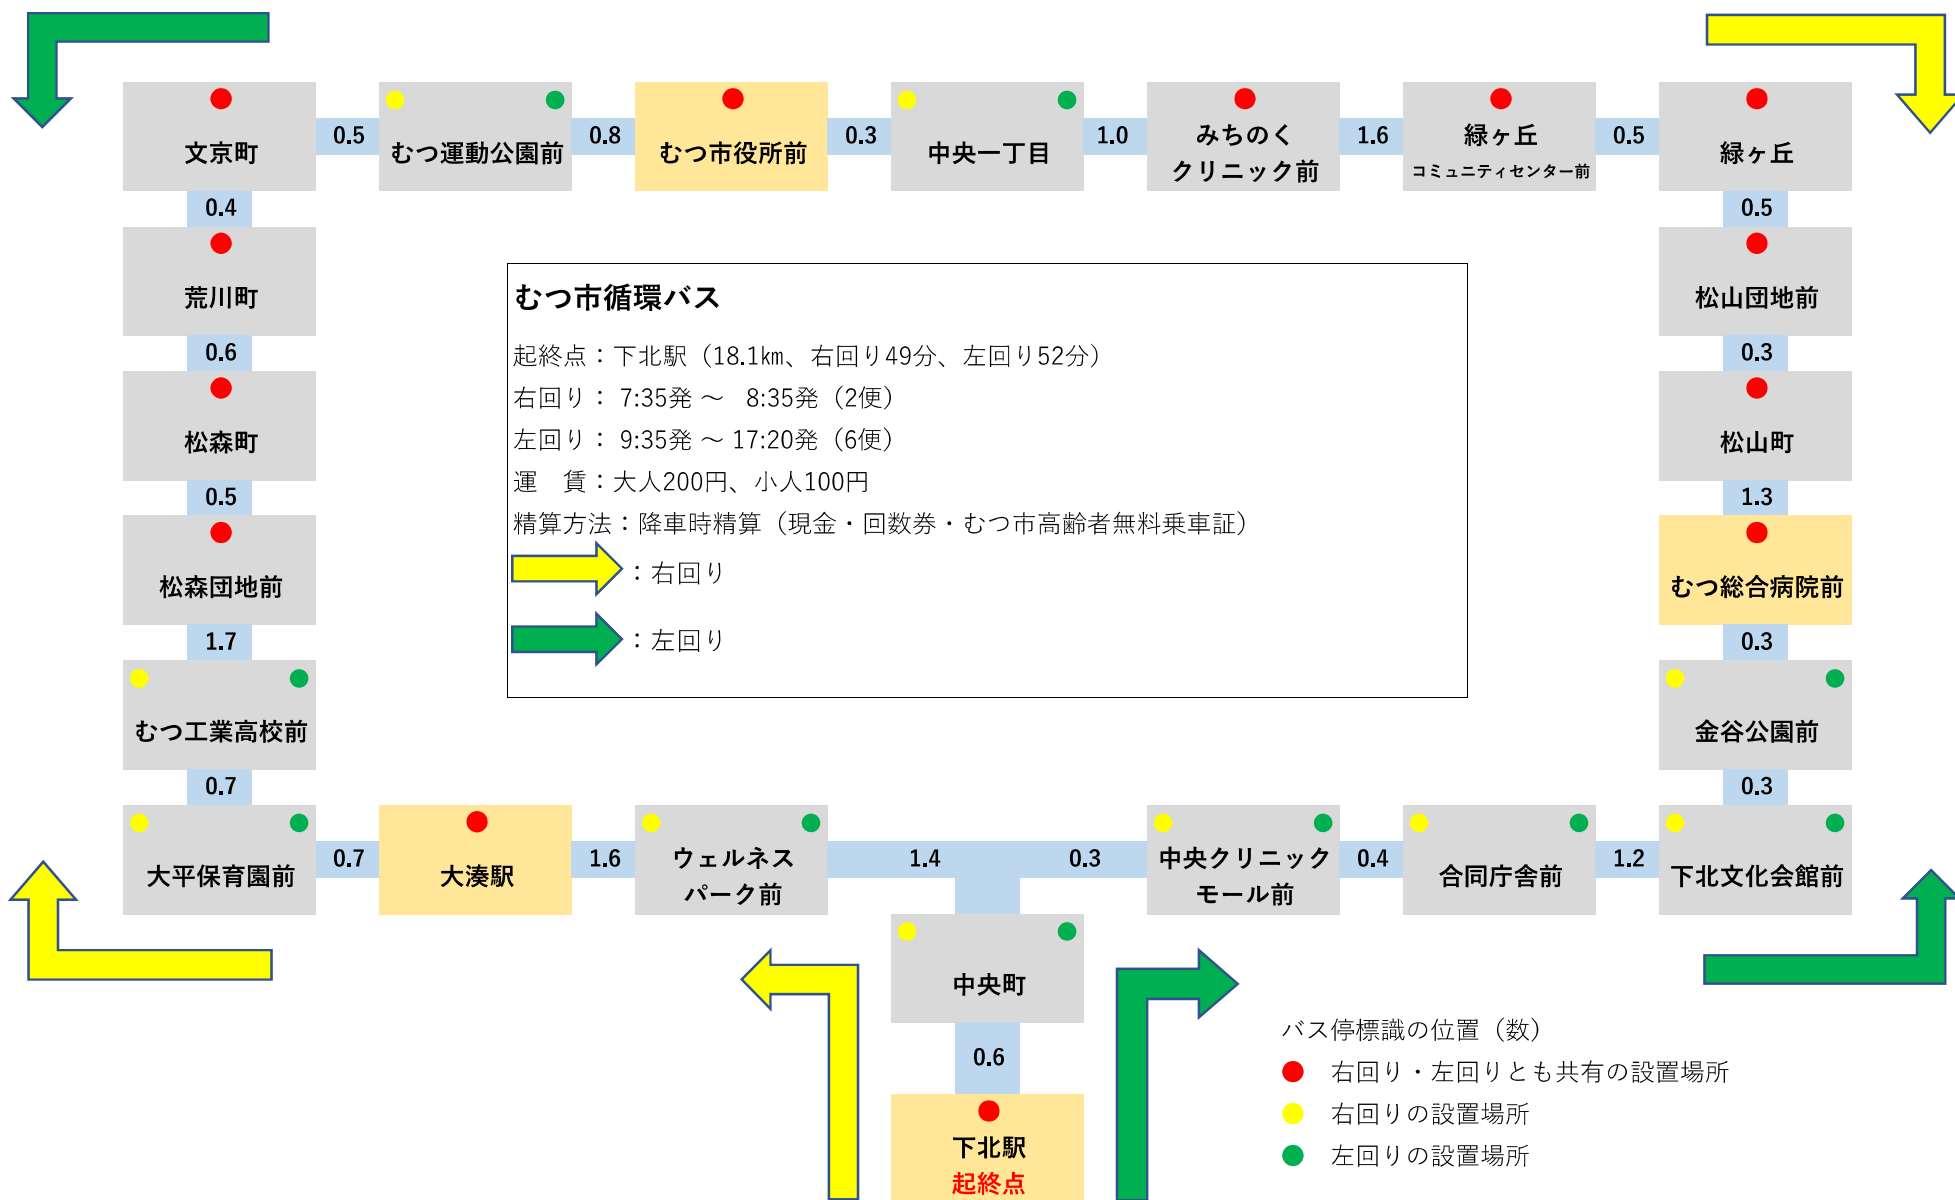 文京町
0.5
むつ運動公園前
0.8
むつ市役所前
0.3
中央一丁目
1.0
みちのく
クリニック前
1.6
緑ヶ丘
コミュニティセンター前
0.5
緑ヶ丘
0.4
0.5
荒川町
松山団地前
0.6
0.3
松森町
松山町
0.5
1.3
松森団地前
むつ総合病院前
1.7
0.3
むつ工業高校前
金谷公園前
0.7
0.3
むつ市循環バス
起終点：下北駅（18.1㎞、右回り49分、左回り52分）
右回り： 7:35発 ～ 8:35発（2便）
左回り： 9:35発 ～ 17:20発（6便）
運　賃：大人200円、小人100円
精算方法：降車時精算（現金・回数券・むつ市高齢者無料乗車証）
：右回り
：左回り
大平保育園前
0.7
大湊駅
1.6
ウェルネス
パーク前
1.4
0.3
中央クリニック
モール前
0.4
合同庁舎前
1.2
下北文化会館前
中央町
0.6
下北駅
起終点
バス停標識の位置（数）
右回り・左回りとも共有の設置場所
右回りの設置場所
左回りの設置場所